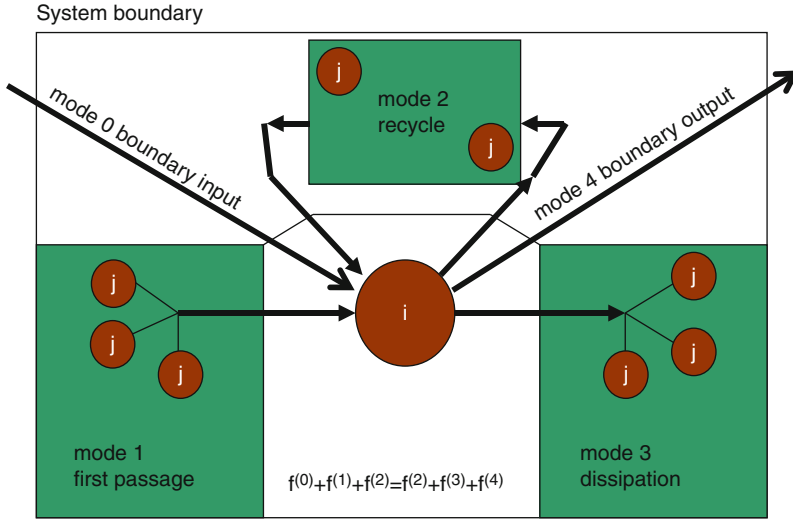 System boundary
mode 0 boundary input
j
mode 2
recycle
j
mode 4 boundary output
j
j
j
i
j
j
j
mode 1
first passage
f(0)+f(1)+f(2)=f(2)+f(3)+f(4)
mode 3
dissipation